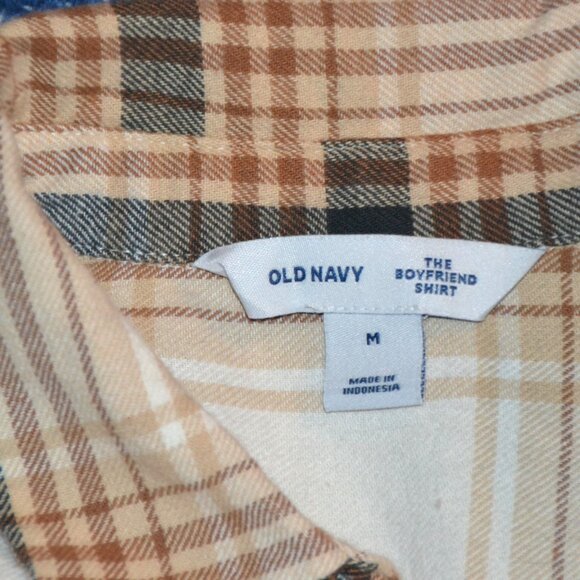 OLD NAVY
THE
BOYFRIEND
SHIRT
M
MADE IN
INDONESIA